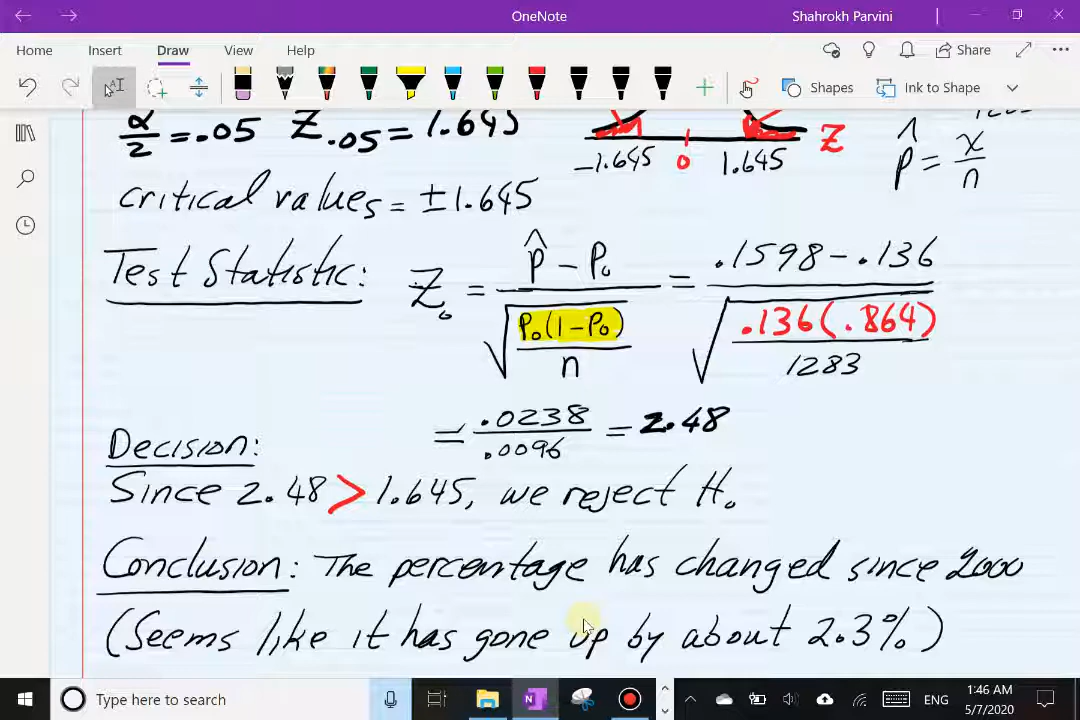 OneNote
Shahrokh Parvini
Home Insert Draw View Help
Share
Shapes
Ink to Shape
α/2 = .05 Z.05 = 1.645
-1.645 0 1.645 Z
p̂ = x/n
critical values = ±1.645
Test Statistic: Z₀ = (p̂ - P₀) / √(P₀(1-P₀)/n) = (.1598 - .136) / √(.136(.864)/1283)
= .0238/.0096 = 2.48
Decision:
Since 2.48 > 1.645, we reject H₀
Conclusion: The percentage has changed since 2000
(Seems like it has gone up by about 2.3%)
Type here to search
ENG
1:46 AM
5/7/2020